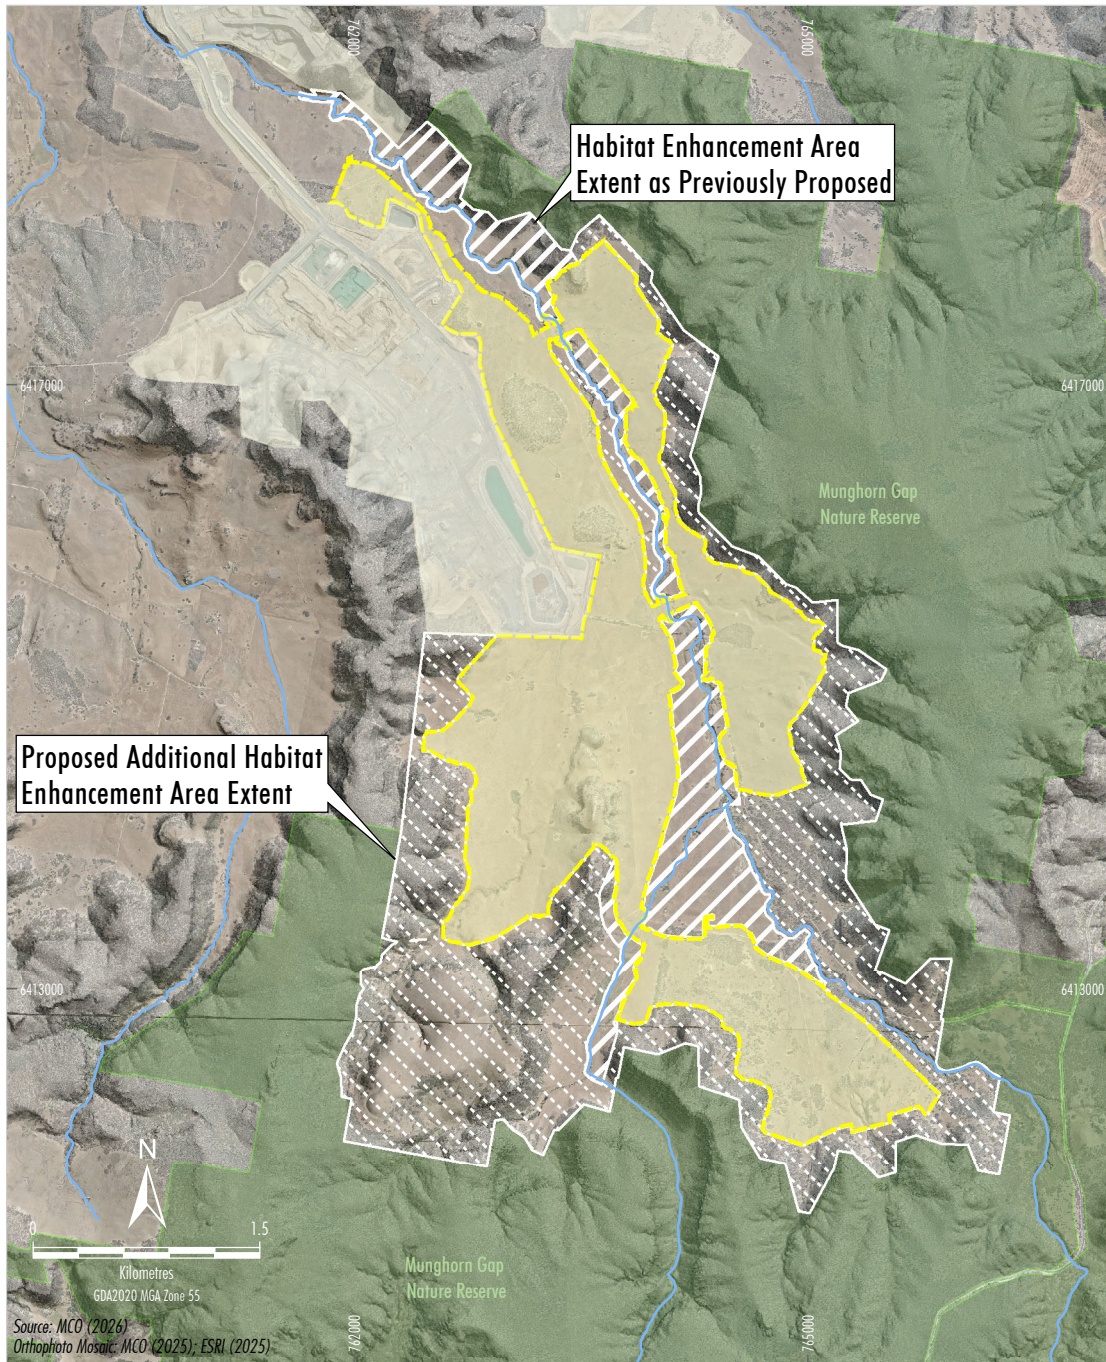 762000
765000
Habitat Enhancement Area
Extent as Previously Proposed
6417000
6417000
Munghorn Gap
Nature Reserve
Proposed Additional Habitat
Enhancement Area Extent
6413000
6413000
N
0
1.5
Kilometres
GDA2020 MGA Zone 55
Munghorn Gap
Nature Reserve
762000
765000
Source: MCO (2026)
Orthophoto Mosaic: MCO (2025); ESRI (2025)